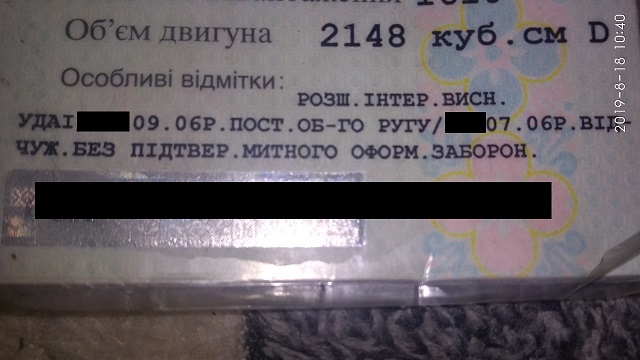 Об'єм двигуна 2148 куб.см D
Особливі відмітки:
РОЗШ.ІНТЕР.ВИСН.
УДАІ 09.06Р.ПОСТ.ОБ-ГО РУГУ/ 07.06Р.ВІД-
ЧУЖ.БЕЗ ПІДТВЕР.МИТНОГО ОФОРМ.ЗАБОРОН.
2019-8-18 10:40